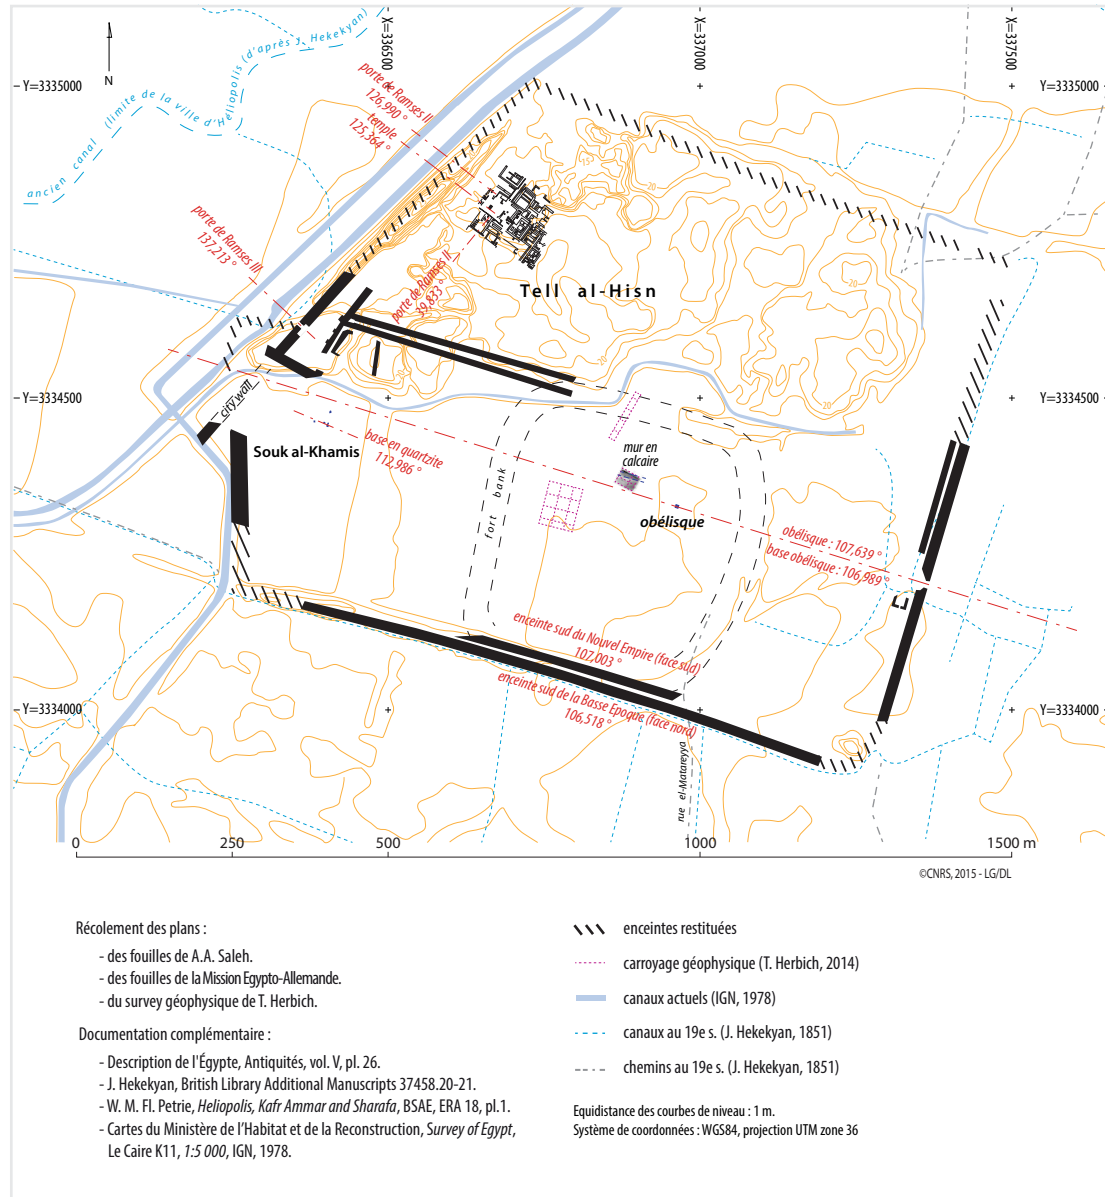 X=336500
X=337000
X=337500
Y=3335000
Y=3335000
N
ancien canal (limite de la ville d'Héliopolis (d'après J. Hekekyan)
porte de Ramses II
126,990 °
temple
125,364 °
porte de Ramses III
137,213 °
porte de Ramses II
39,833 °
Tell al-Hisn
15
20
20
20
20
20
Y=3334500
Y=3334500
city wall
Souk al-Khamis
base en quartzite
112,986 °
fort bank
mur en
calcaire
obélisque
obélisque : 107,639 °
base obélisque : 106,989 °
enceinte sud du Nouvel Empire (face sud)
107,003 °
enceinte sud de la Basse Epoque (face nord)
106,518 °
Y=3334000
Y=3334000
rue el-Matareyya
0
250
500
1000
1500 m
©CNRS, 2015 - LG/DL
Récolement des plans :
- des fouilles de A.A. Saleh.
- des fouilles de la Mission Egypto-Allemande.
- du survey géophysique de T. Herbich.
Documentation complémentaire :
- Description de l'Égypte, Antiquités, vol. V, pl. 26.
- J. Hekekyan, British Library Additional Manuscripts 37458.20-21.
- W. M. Fl. Petrie, Heliopolis, Kafr Ammar and Sharafa, BSAE, ERA 18, pl.1.
- Cartes du Ministère de l'Habitat et de la Reconstruction, Survey of Egypt,
Le Caire K11, 1:5 000, IGN, 1978.
enceintes restituées
carroyage géophysique (T. Herbich, 2014)
canaux actuels (IGN, 1978)
canaux au 19e s. (J. Hekekyan, 1851)
chemins au 19e s. (J. Hekekyan, 1851)
Equidistance des courbes de niveau : 1 m.
Système de coordonnées : WGS84, projection UTM zone 36